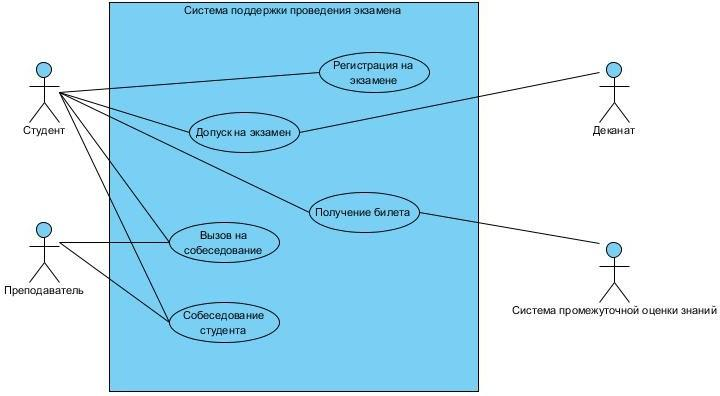 Система поддержки проведения экзамена
Регистрация на
экзамене
Студент
Допуск на экзамен
Деканат
Получение билета
Вызов на
собеседование
Преподаватель
Система промежуточной оценки знаний
Собеседование
студента